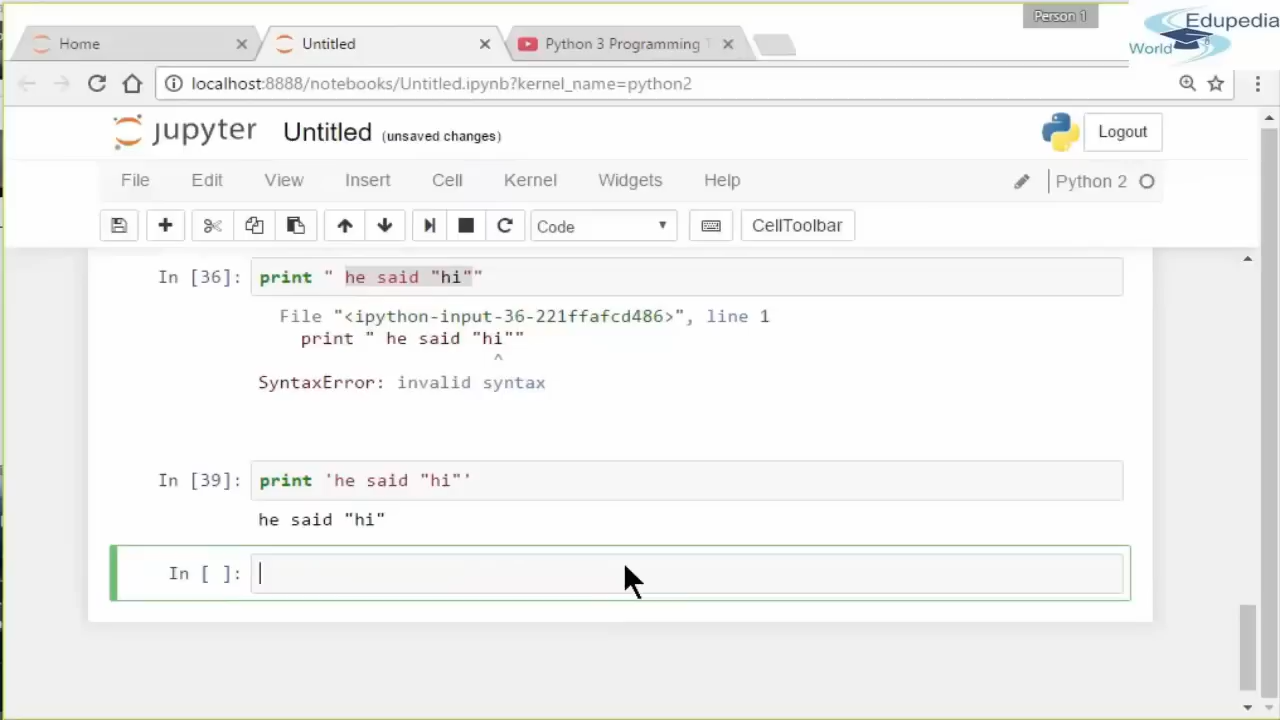 Person 1
Edupedia
World
Home
Untitled
Python 3 Programming T
localhost:8888/notebooks/Untitled.ipynb?kernel_name=python2
jupyter Untitled (unsaved changes)
Logout
File Edit View Insert Cell Kernel Widgets Help
Python 2
Code
CellToolbar
In [36]: print " he said "hi""
File "<ipython-input-36-221ffafcd486>", line 1
print " he said "hi""
^
SyntaxError: invalid syntax
In [39]: print 'he said "hi"'
he said "hi"
In [ ]: